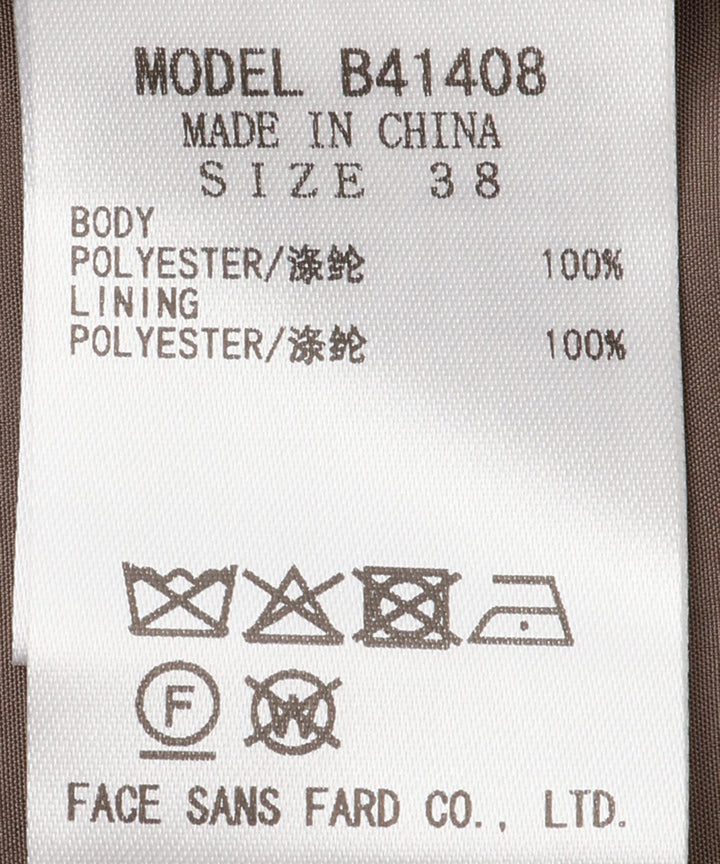 MODEL B41408
MADE IN CHINA
SIZE 38
BODY
POLYESTER/涤纶 100%
LINING
POLYESTER/涤纶 100%
F W
FACE SANS FARD CO., LTD.